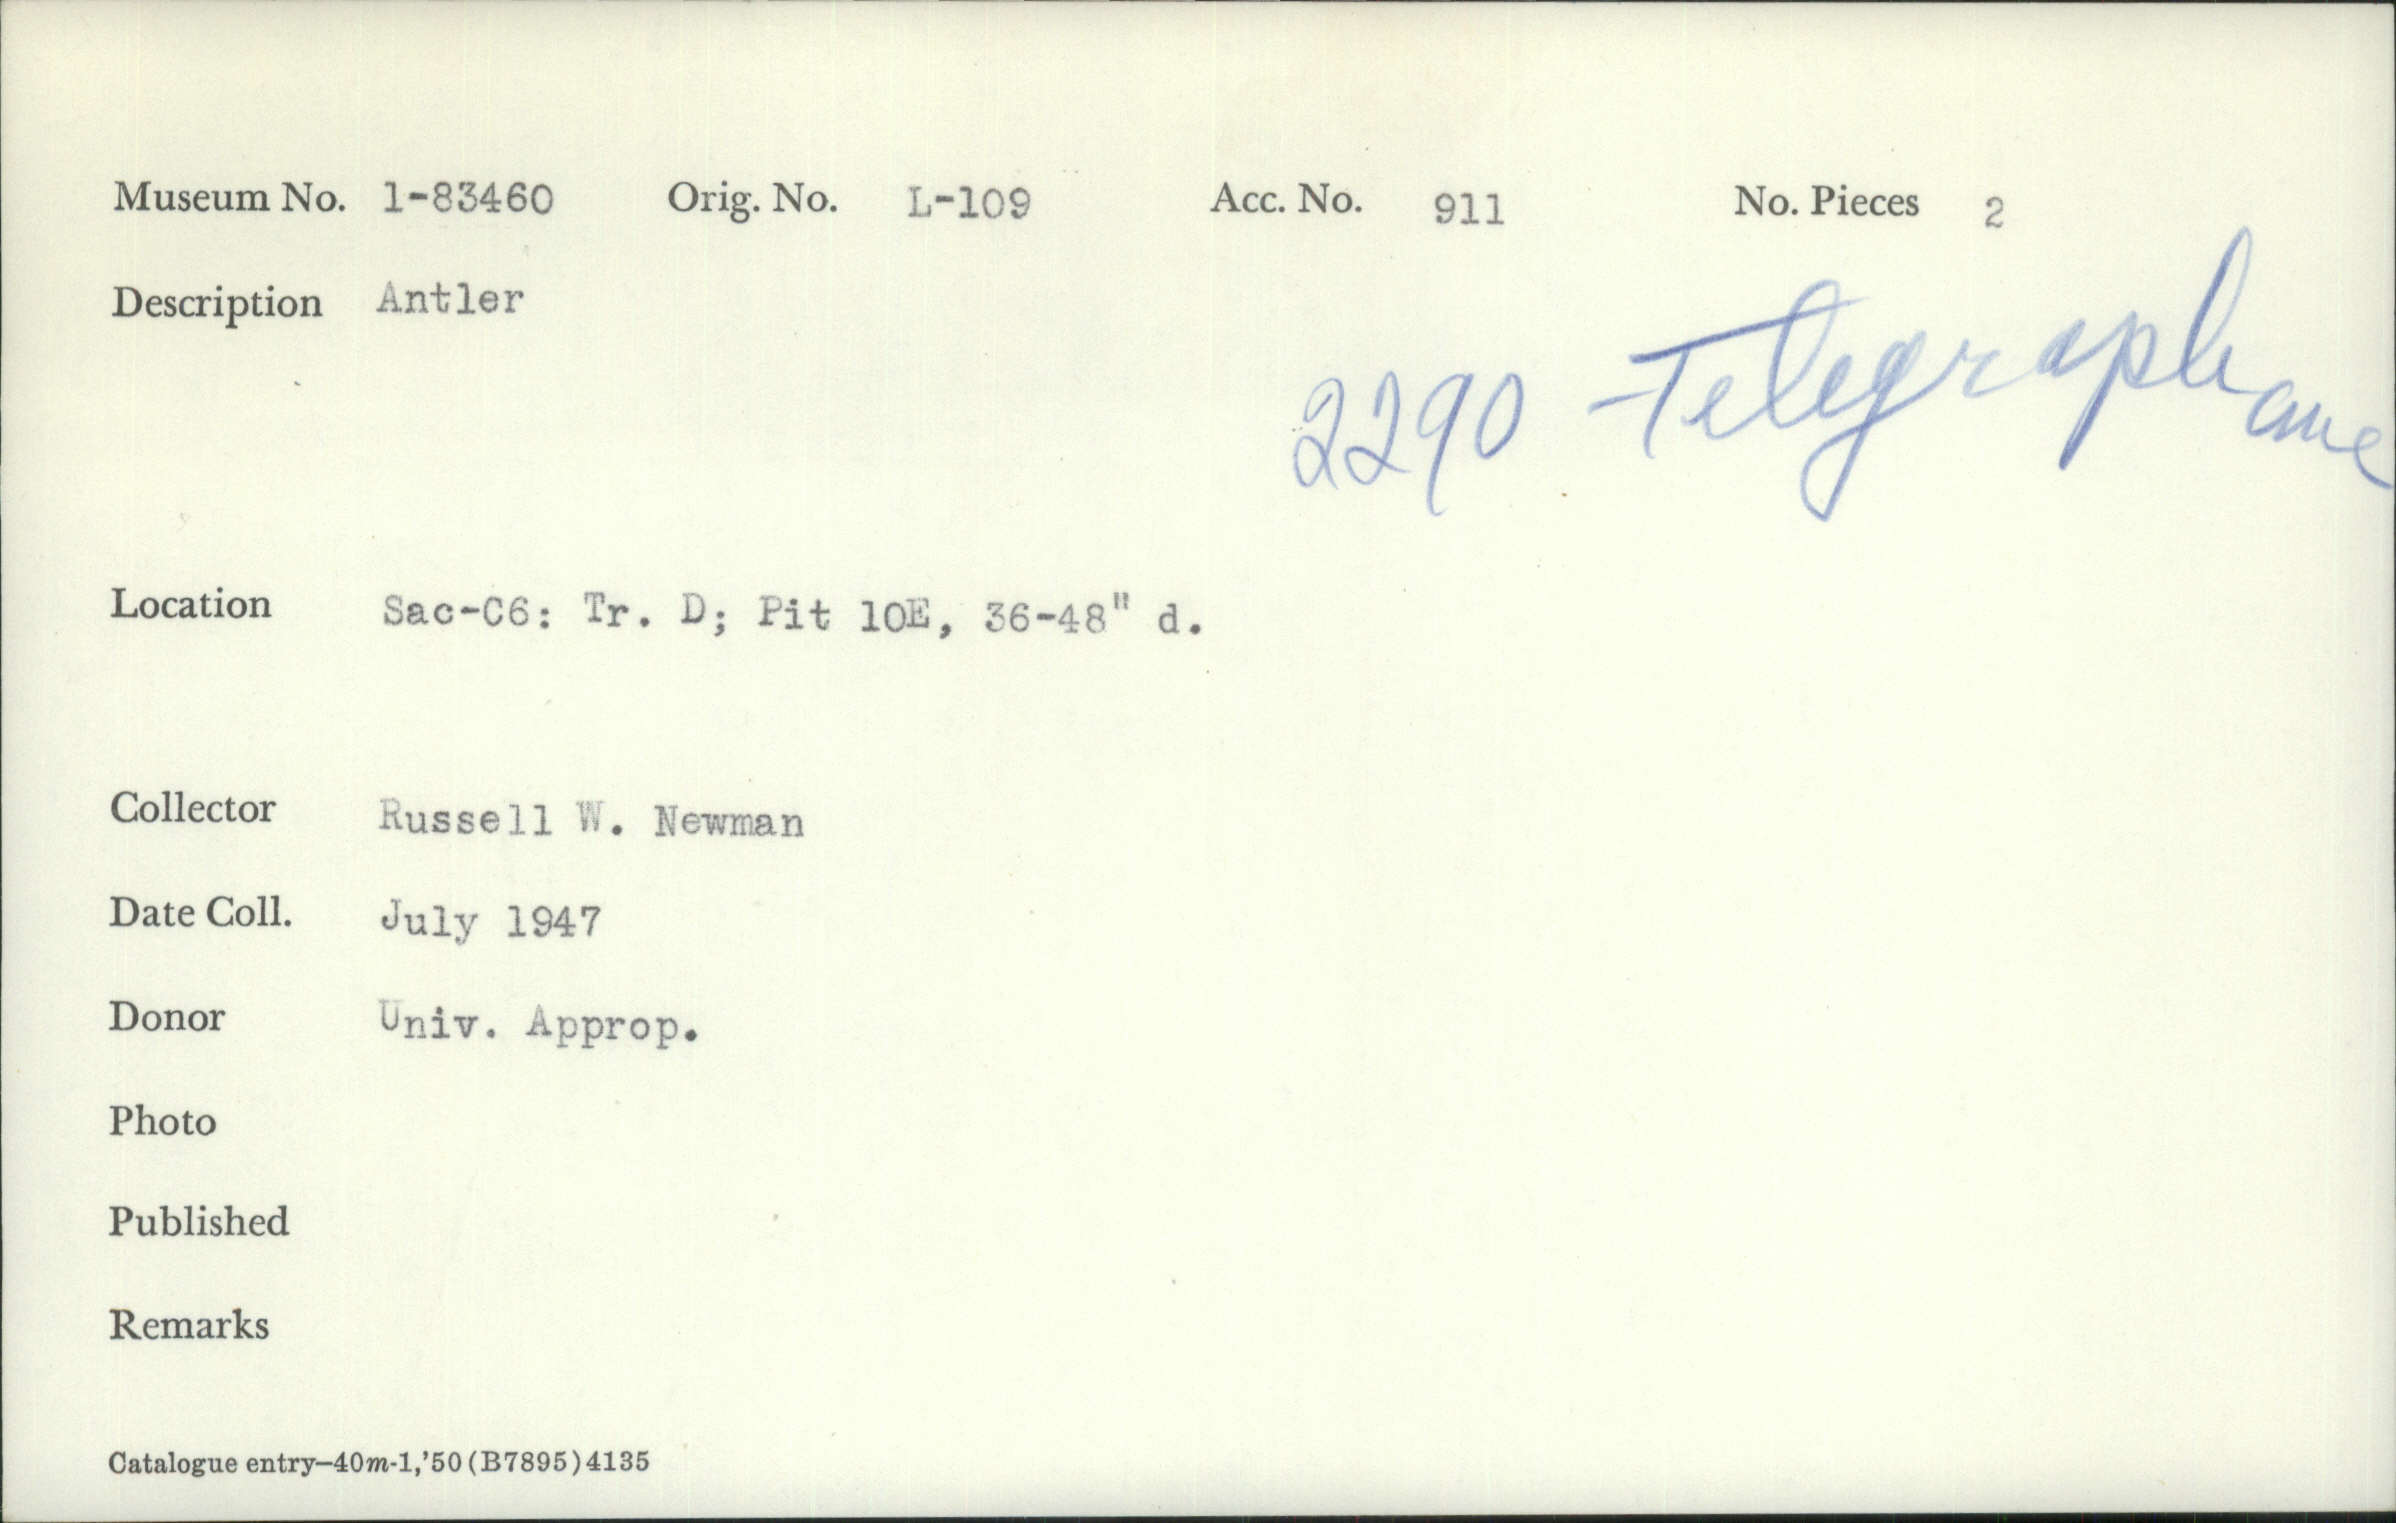 Museum No. 1-83460 Orig. No. L-109 Acc. No. 911 No. Pieces 2
Description Antler
2290 Telegraph ave
Location Sac-C6: Tr. D; Pit 10E, 36-48" d.
Collector Russell W. Newman
Date Coll. July 1947
Donor Univ. Approp.
Photo
Published
Remarks
Catalogue entry–40m-1,'50(B7895)4135